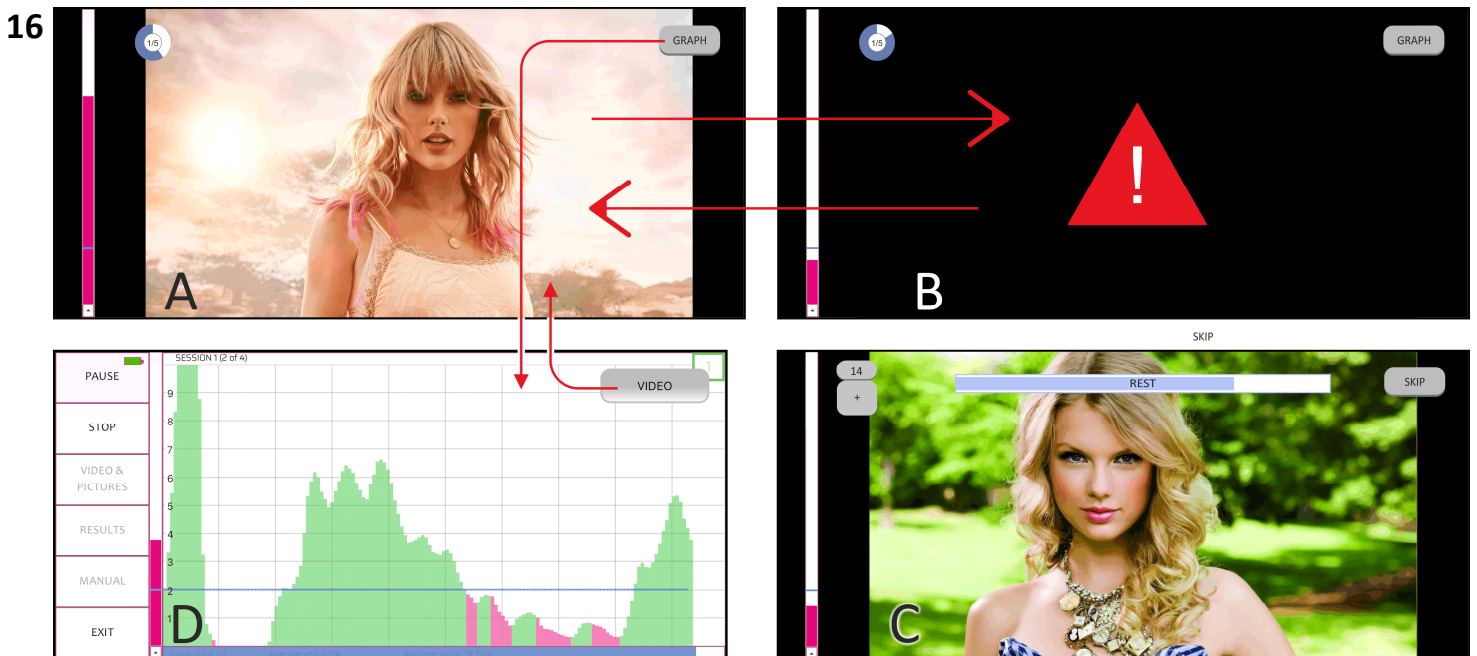 16
1/5
GRAPH
A
1/5
GRAPH
!
B
SKIP
PAUSE
STOP
VIDEO &
PICTURES
RESULTS
MANUAL
EXIT
SESSION 1 (2 of 4)
1
VIDEO
9
8
7
6
5
4
3
2
1
D
14
+
REST
SKIP
C